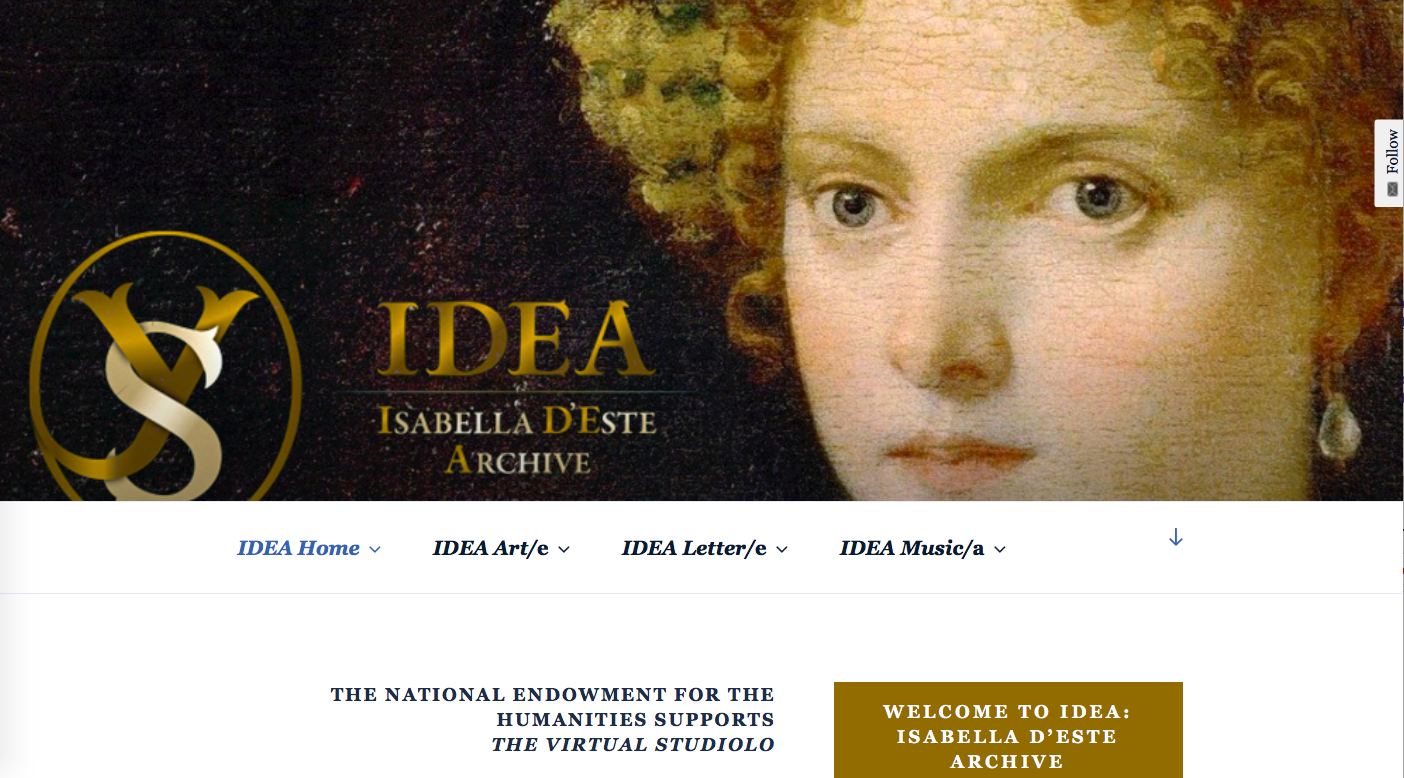 Follow
YS
IDEA
ISABELLA D'ESTE
ARCHIVE
IDEA Home
IDEA Art/e
IDEA Letter/e
IDEA Music/a
THE NATIONAL ENDOWMENT FOR THE
HUMANITIES SUPPORTS
THE VIRTUAL STUDIOLO
WELCOME TO IDEA:
ISABELLA D’ESTE
ARCHIVE